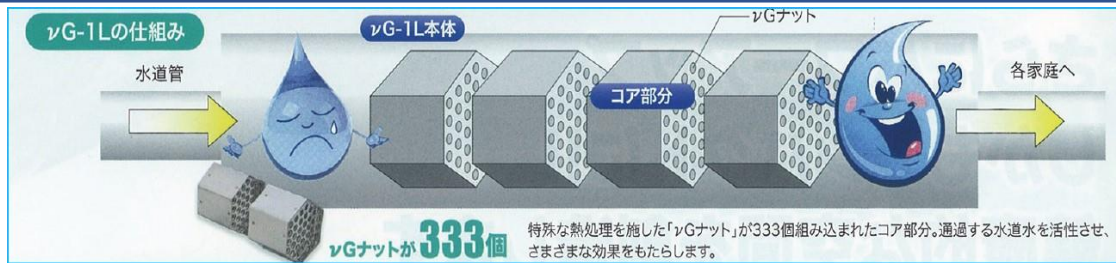 νG-1Lの仕組み
νG-1L本体
νGナット
水道管
コア部分
各家庭へ
νGナットが333個
特殊な熱処理を施した「νGナット」が333個組み込まれたコア部分。通過する水道水を活性させ、
さまざまな効果をもたらします。